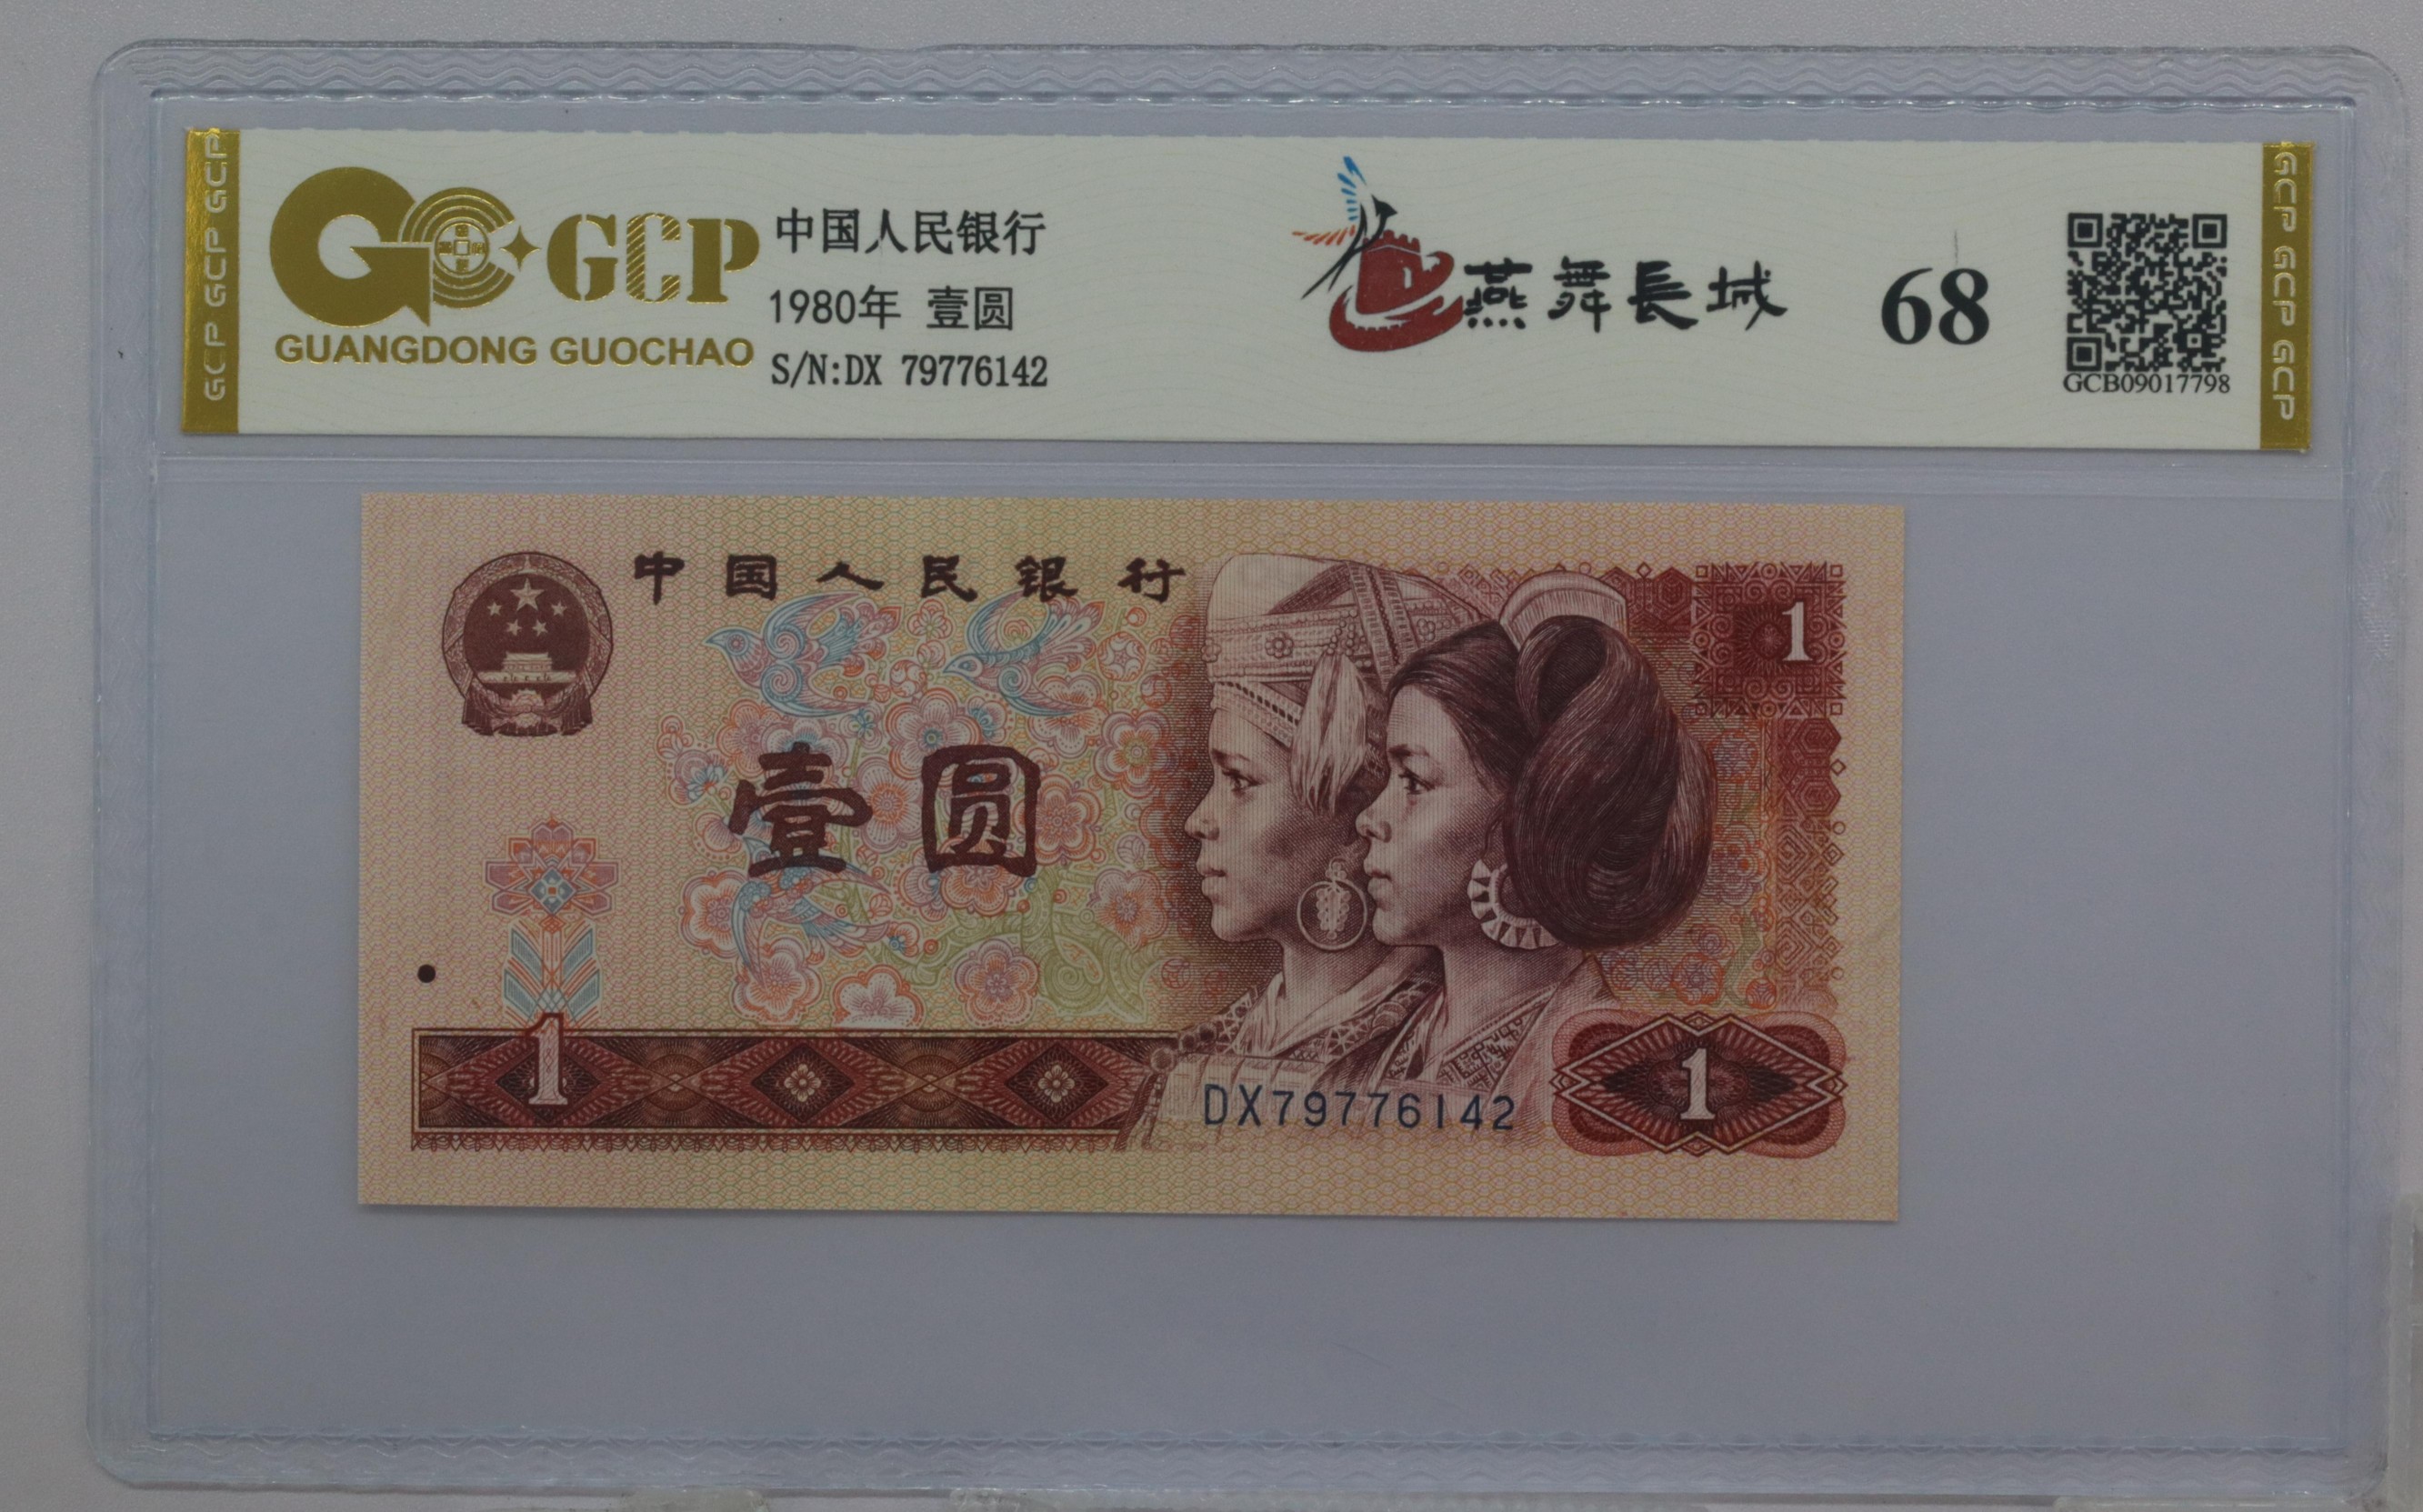 GCP GCP GCP
GCP
GUANGDONG GUOCHAO
中国人民银行
1980年 壹圆
S/N:DX 79776142
燕舞長城
68
GCB09017798
GCP GCP GCP
中国人民银行
1
壹圆
1
DX79776142
1